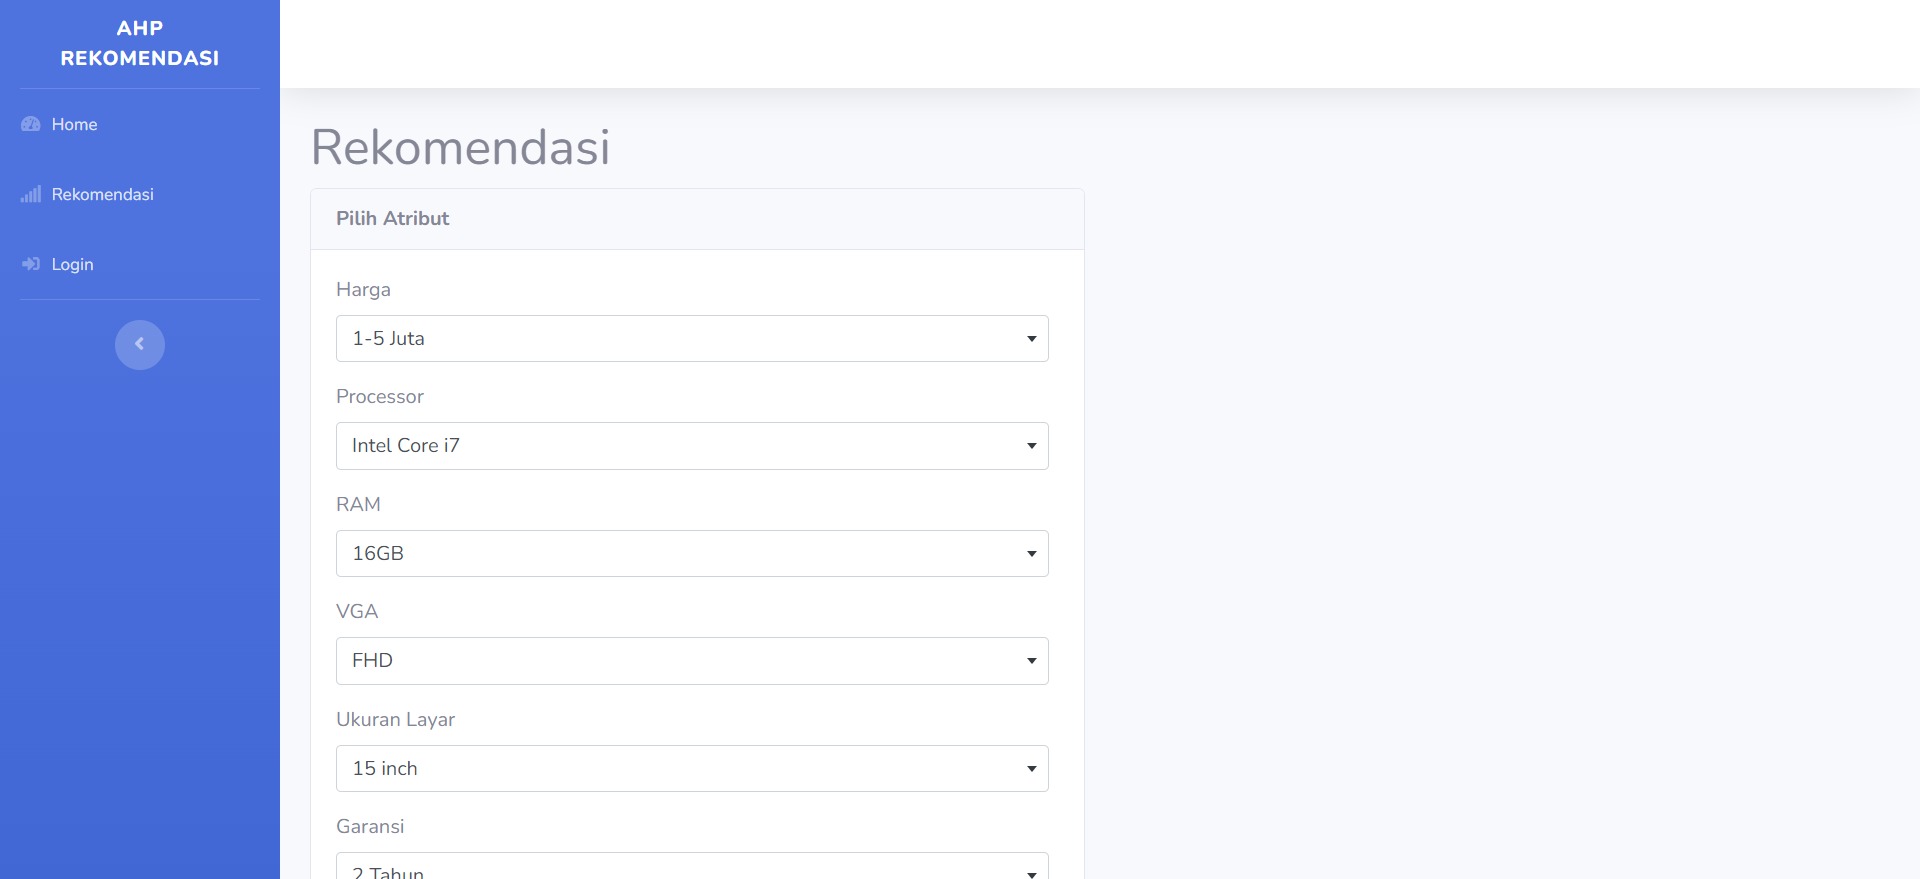 AHP
REKOMENDASI
Home
Rekomendasi
Login
Rekomendasi
Pilih Atribut
Harga
1-5 Juta
Processor
Intel Core i7
RAM
16GB
VGA
FHD
Ukuran Layar
15 inch
Garansi
2 Tahun